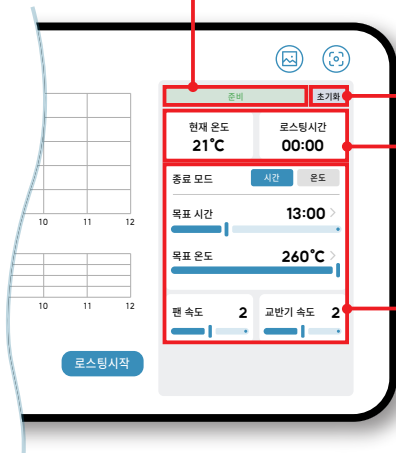 준비 초기화
현재 온도 로스팅시간
21℃ 00:00
종료 모드 시간 온도
목표 시간 13:00
10 11 12
목표 온도 260℃
10 11 12
팬 속도 2 교반기 속도 2
로스팅시작